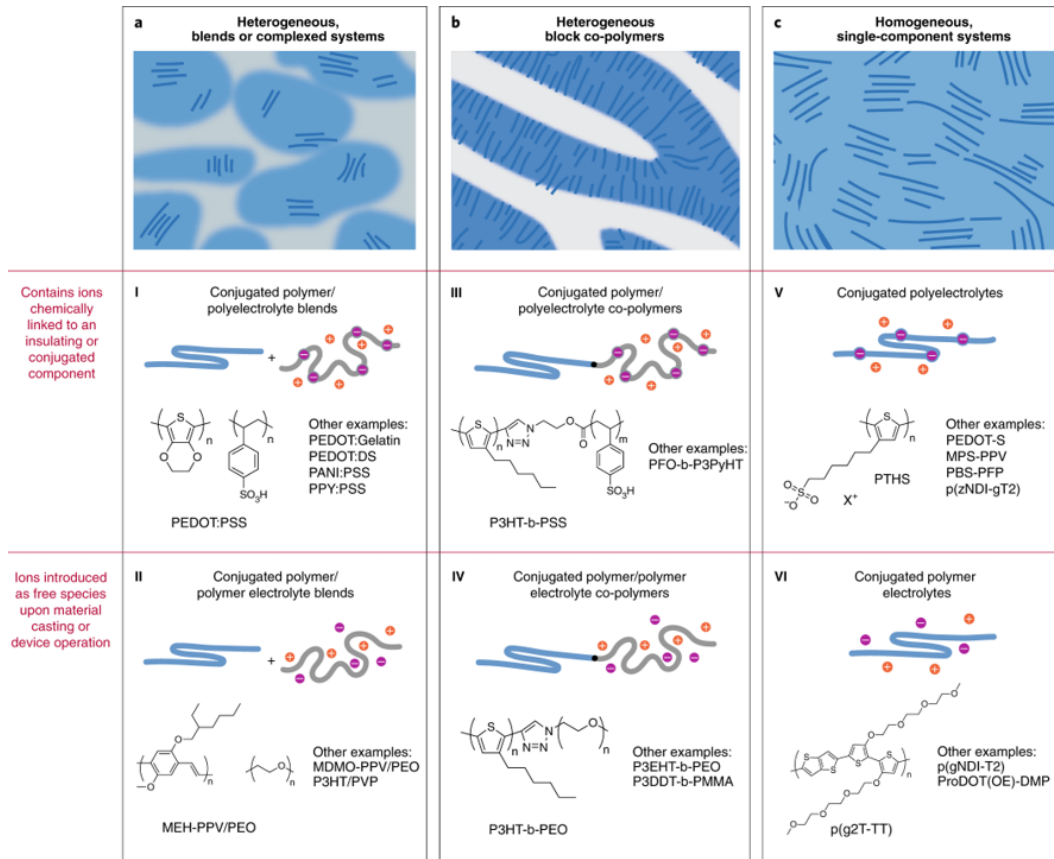 a
Heterogeneous,
blends or complexed systems
b
Heterogeneous
block co-polymers
c
Homogeneous,
single-component systems
Contains ions
chemically
linked to an
insulating or
conjugated
component
I
Conjugated polymer/
polyelectrolyte blends
+
+
+
+
+
+
−
−
−
−
S
n
O
O
n
SO3H
PEDOT:PSS
Other examples:
PEDOT:Gelatin
PEDOT:DS
PANI:PSS
PPY:PSS
III
Conjugated polymer/
polyelectrolyte co-polymers
+
+
+
+
+
−
−
−
−
S
n
N
N=N
O
O
m
SO3H
P3HT-b-PSS
Other examples:
PFO-b-P3PyHT
V
Conjugated polyelectrolytes
+
+
+
+
−
−
−
−
S
n
O
S
O
−O
X+
PTHS
Other examples:
PEDOT-S
MPS-PPV
PBS-PFP
p(zNDI-gT2)
Ions introduced
as free species
upon material
casting or
device operation
II
Conjugated polymer/
polymer electrolyte blends
+
+
+
+
+
−
−
−
−
O
O
n
O
n
MEH-PPV/PEO
Other examples:
MDMO-PPV/PEO
P3HT/PVP
IV
Conjugated polymer/polymer
electrolyte co-polymers
+
+
+
+
−
−
−
−
S
n
N
N=N
O
n
P3HT-b-PEO
Other examples:
P3EHT-b-PEO
P3DDT-b-PMMA
VI
Conjugated polymer
electrolytes
+
+
+
−
−
O
O
O
O
S
S
S
S
n
O
O
O
O
p(g2T-TT)
Other examples:
p(gNDI-T2)
ProDOT(OE)-DMP